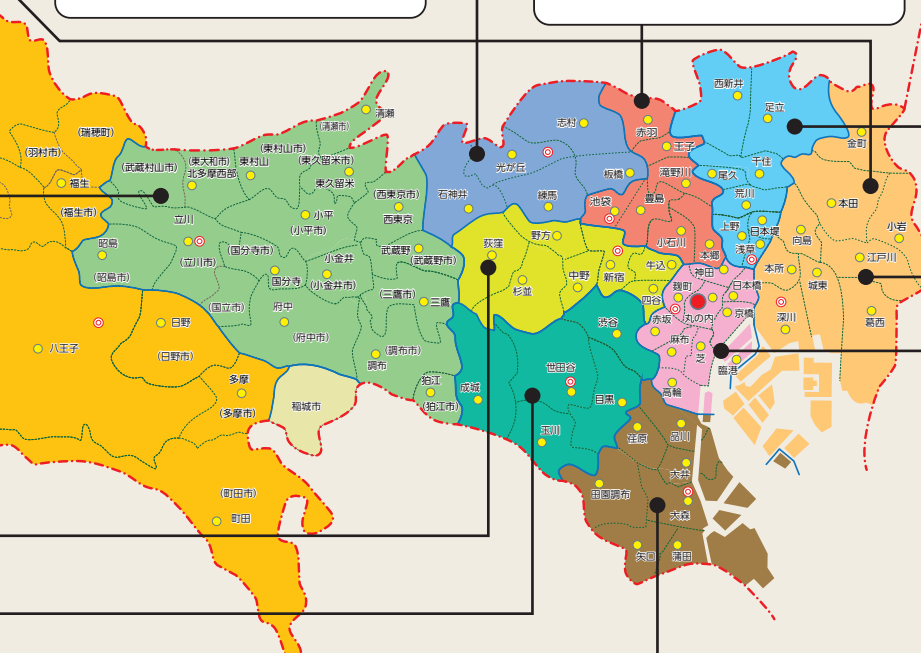 西新井
足立
志村
清瀬
赤羽
(清瀬市)
(瑞穂町)
金町
王子
(東村山市)
(羽村市)
(東大和市)
東村山
(東久留米市)
(武蔵村山市)
光が丘
千住
北多摩西部
板橋
滝野川
尾久
福生
東久留米
(西東京市)
石神井
練馬
荒川
池袋
豊島
本田
(福生市)
立川
小平
西東京
上野
日本堤
小岩
(小平市)
荻窪
野方
小石川
本郷
浅草
向島
昭島
(国分寺市)
武蔵野
(武蔵野市)
江戸川
(立川市)
小金井
牛込
神田
本所
(昭島市)
国分寺
(小金井市)
杉並
中野
新宿
麹町
日本橋
城東
(三鷹市)
三鷹
四谷
(国立市)
府中
赤坂
丸の内
京橋
深川
葛西
八王子
日野
渋谷
(府中市)
麻布
(日野市)
(調布市)
芝
調布
世田谷
臨港
多摩
狛江
成城
高輪
稲城市
(狛江市)
目黒
(多摩市)
玉川
荏原
品川
大井
(町田市)
田園調布
町田
大森
矢口
蒲田